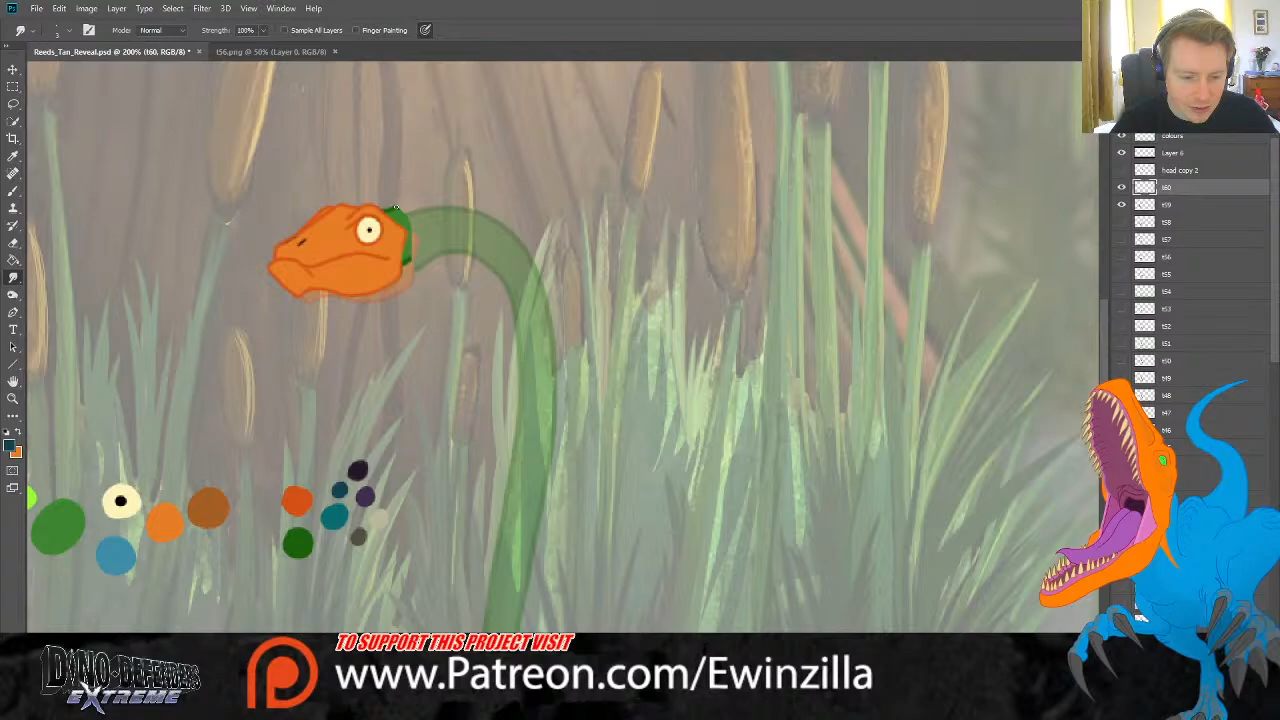 Ps File Edit Image Layer Type Select Filter 3D View Window Help
3 Mode: Normal Strength: 100% Sample All Layers Finger Painting
Reeds_Tan_Reveal.psd @ 200% (t60, RGB/8) * × t56.png @ 50% (Layer 0, RGB/8) ×
colours
Layer 6
head copy 2
t60
t59
t58
t57
t56
t55
t54
t53
t52
t51
t50
t49
t48
t47
t46
TO SUPPORT THIS PROJECT VISIT
www.Patreon.com/Ewinzilla
DINO-DEFENDERS
EXTREME